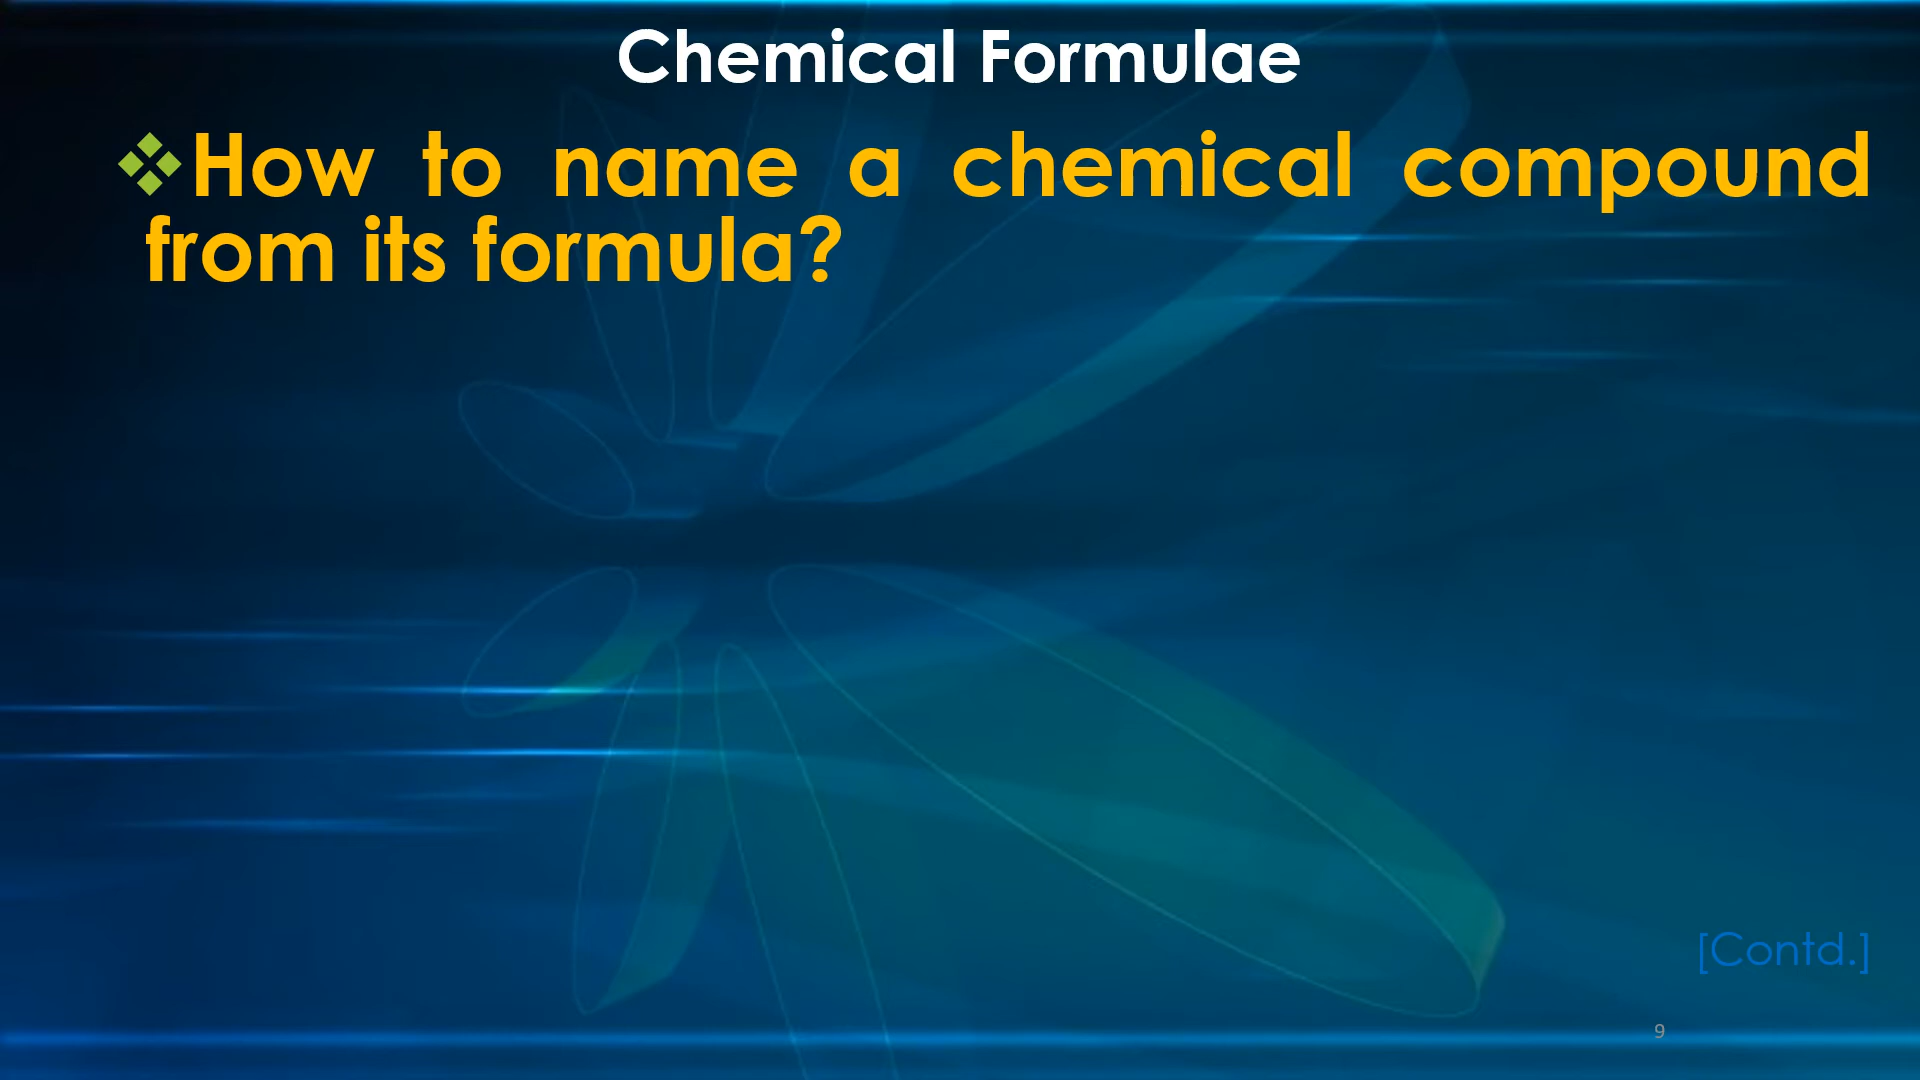 Chemical Formulae
❖How to name a chemical compound
from its formula?
[Contd.]
9